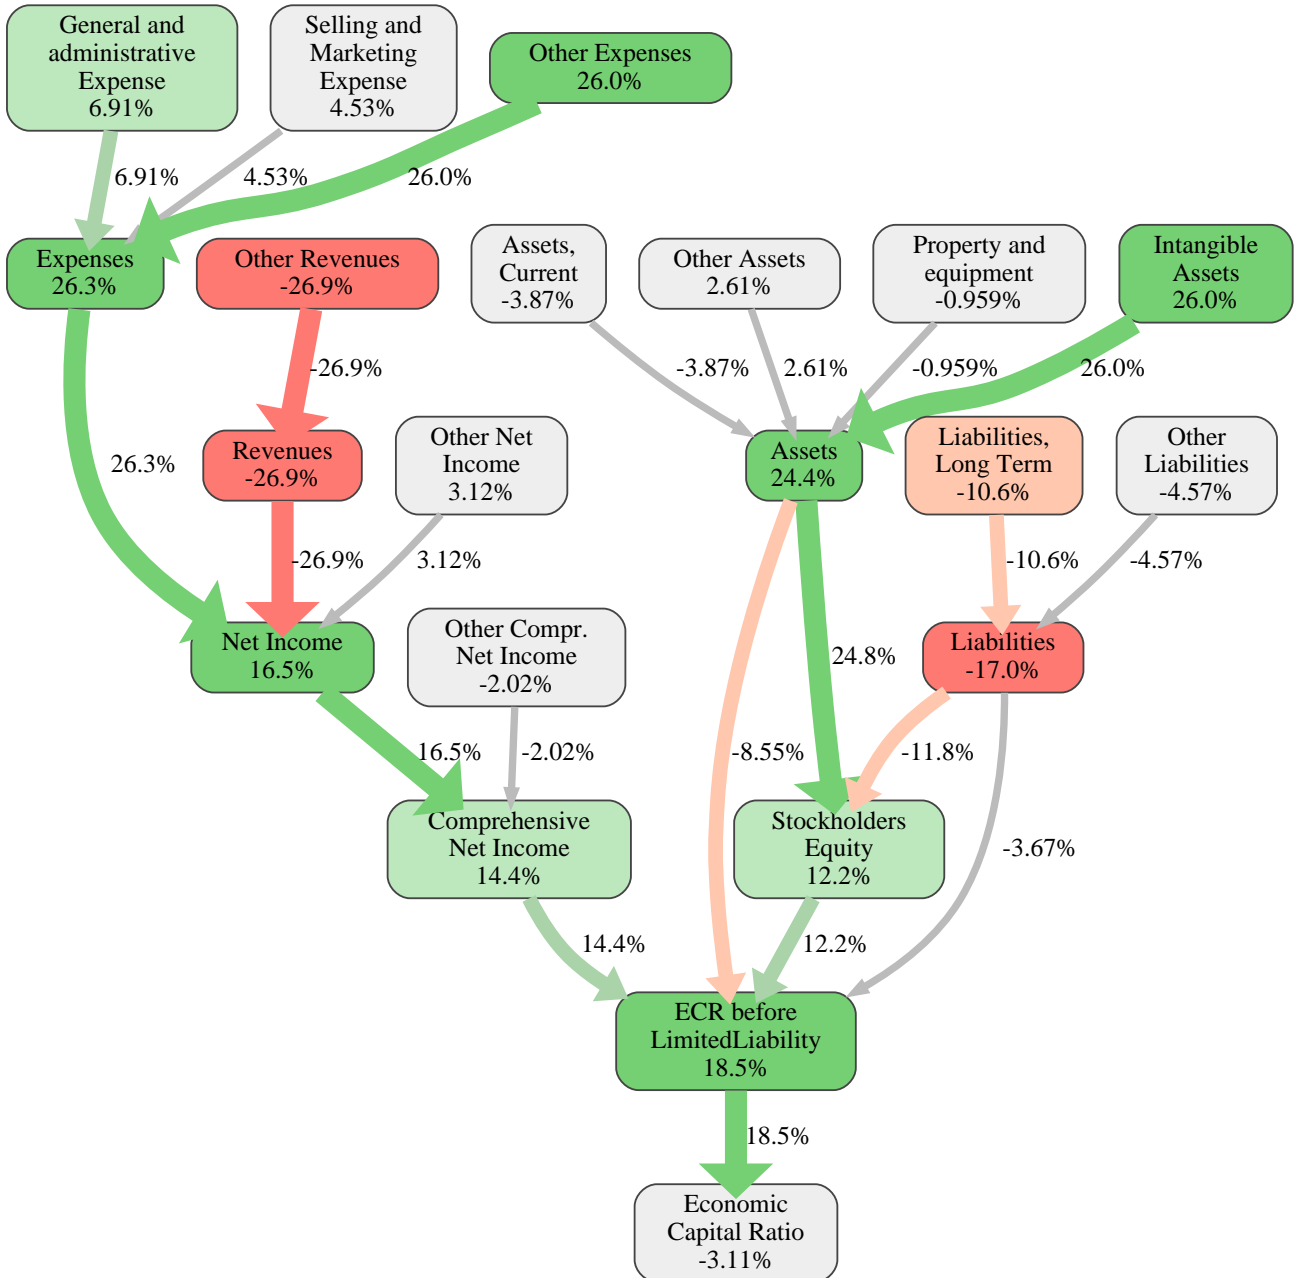 General and
administrative
Expense
6.91%
Selling and
Marketing
Expense
4.53%
Other Expenses
26.0%
6.91%
4.53%
26.0%
Expenses
26.3%
Other Revenues
-26.9%
Assets,
Current
-3.87%
Other Assets
2.61%
Property and
equipment
-0.959%
Intangible
Assets
26.0%
-26.9%
-3.87%
2.61%
-0.959%
26.0%
26.3%
Revenues
-26.9%
Other Net
Income
3.12%
Assets
24.4%
Liabilities,
Long Term
-10.6%
Other
Liabilities
-4.57%
-26.9%
3.12%
-10.6%
-4.57%
Net Income
16.5%
Other Compr.
Net Income
-2.02%
24.8%
Liabilities
-17.0%
16.5%
-2.02%
-8.55%
-11.8%
Comprehensive
Net Income
14.4%
Stockholders
Equity
12.2%
-3.67%
14.4%
12.2%
ECR before
LimitedLiability
18.5%
18.5%
Economic
Capital Ratio
-3.11%